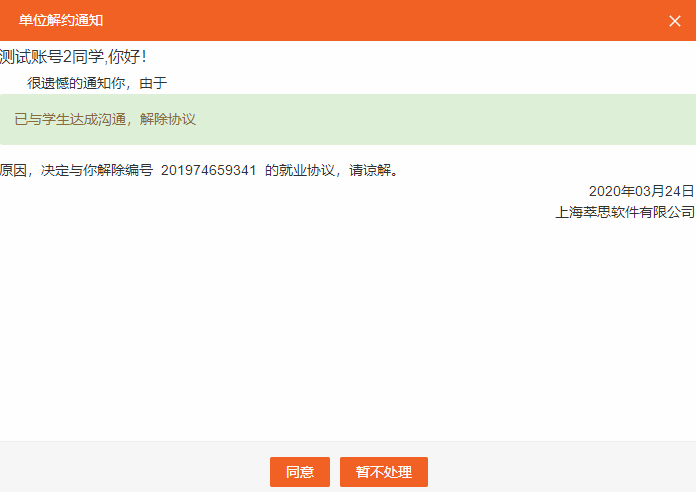 单位解约通知
测试账号2同学,你好!
很遗憾的通知你，由于
已与学生达成沟通，解除协议
原因，决定与你解除编号 201974659341 的就业协议，请谅解。
2020年03月24日
上海萃思软件有限公司
同意 暂不处理